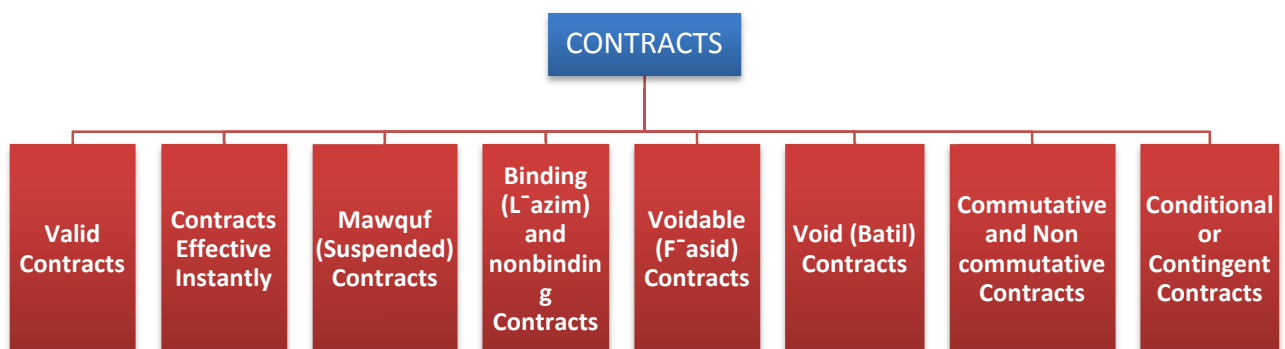 CONTRACTS
Valid
Contracts
Contracts
Effective
Instantly
Mawquf
(Suspended)
Contracts
Binding
(L¯azim)
and
nonbindin
g
Contracts
Voidable
(F¯asid)
Contracts
Void (Batil)
Contracts
Commutative
and Non
commutative
Contracts
Conditional
or
Contingent
Contracts